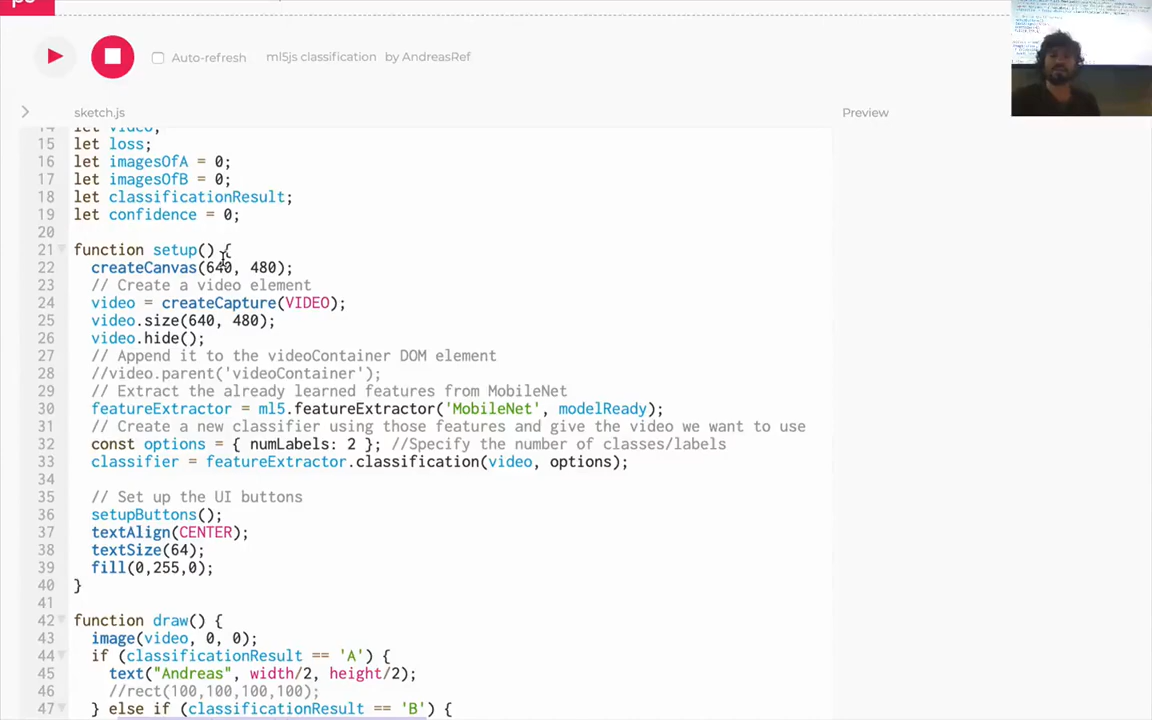 Auto-refresh ml5js classification by AndreasRef
sketch.js
Preview
14 let video;
15 let loss;
16 let imagesOfA = 0;
17 let imagesOfB = 0;
18 let classificationResult;
19 let confidence = 0;
20
21 function setup() {
22 createCanvas(640, 480);
23 // Create a video element
24 video = createCapture(VIDEO);
25 video.size(640, 480);
26 video.hide();
27 // Append it to the videoContainer DOM element
28 //video.parent('videoContainer');
29 // Extract the already learned features from MobileNet
30 featureExtractor = ml5.featureExtractor('MobileNet', modelReady);
31 // Create a new classifier using those features and give the video we want to use
32 const options = { numLabels: 2 }; //Specify the number of classes/labels
33 classifier = featureExtractor.classification(video, options);
34
35 // Set up the UI buttons
36 setupButtons();
37 textAlign(CENTER);
38 textSize(64);
39 fill(0,255,0);
40 }
41
42 function draw() {
43 image(video, 0, 0);
44 if (classificationResult == 'A') {
45 text("Andreas", width/2, height/2);
46 //rect(100,100,100,100);
47 } else if (classificationResult == 'B') {